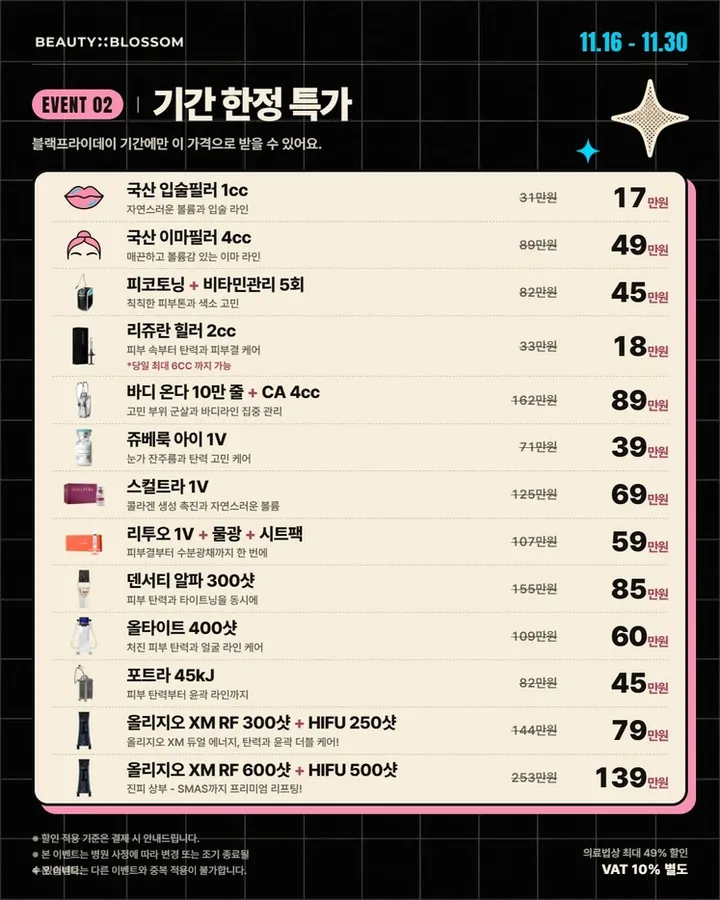 BEAUTY::BLOSSOM
11.16 - 11.30
EVENT 02 | 기간 한정 특가
블랙프라이데이 기간에만 이 가격으로 받을 수 있어요.
국산 입술필러 1cc 31만원 17만원
자연스러운 볼륨과 입술 라인
국산 이마필러 4cc 89만원 49만원
매끈하고 볼륨감 있는 이마 라인
피코토닝 + 비타민관리 5회 82만원 45만원
칙칙한 피부톤과 색소 고민
리쥬란 힐러 2cc 33만원 18만원
피부 속부터 탄력과 피부결 케어
*당일 최대 6CC 까지 가능
바디 온다 10만 줄 + CA 4cc 162만원 89만원
고민 부위 군살과 바디라인 집중 관리
쥬베룩 아이 1V 71만원 39만원
눈가 잔주름과 탄력 고민 케어
스컬트라 1V 125만원 69만원
콜라겐 생성 촉진과 자연스러운 볼륨
리투오 1V + 물광 + 시트팩 107만원 59만원
피부결부터 수분광채까지 한 번에
덴서티 알파 300샷 155만원 85만원
피부 탄력과 타이트닝을 동시에
올타이트 400샷 109만원 60만원
처진 피부 탄력과 얼굴 라인 케어
포트라 45kJ 82만원 45만원
피부 탄력부터 윤곽 라인까지
올리지오 XM RF 300샷 + HIFU 250샷 144만원 79만원
올리지오 XM 듀얼 에너지, 탄력과 윤곽 더블 케어!
올리지오 XM RF 600샷 + HIFU 500샷 253만원 139만원
진피 상부 - SMAS까지 프리미엄 리프팅!
※ 할인 적용 기준은 결제 시 안내드립니다.
※ 본 이벤트는 병원 사정에 따라 변경 또는 조기 종료될
다른 이벤트와 중복 적용이 불가합니다.
의료법상 최대 49% 할인
VAT 10% 별도